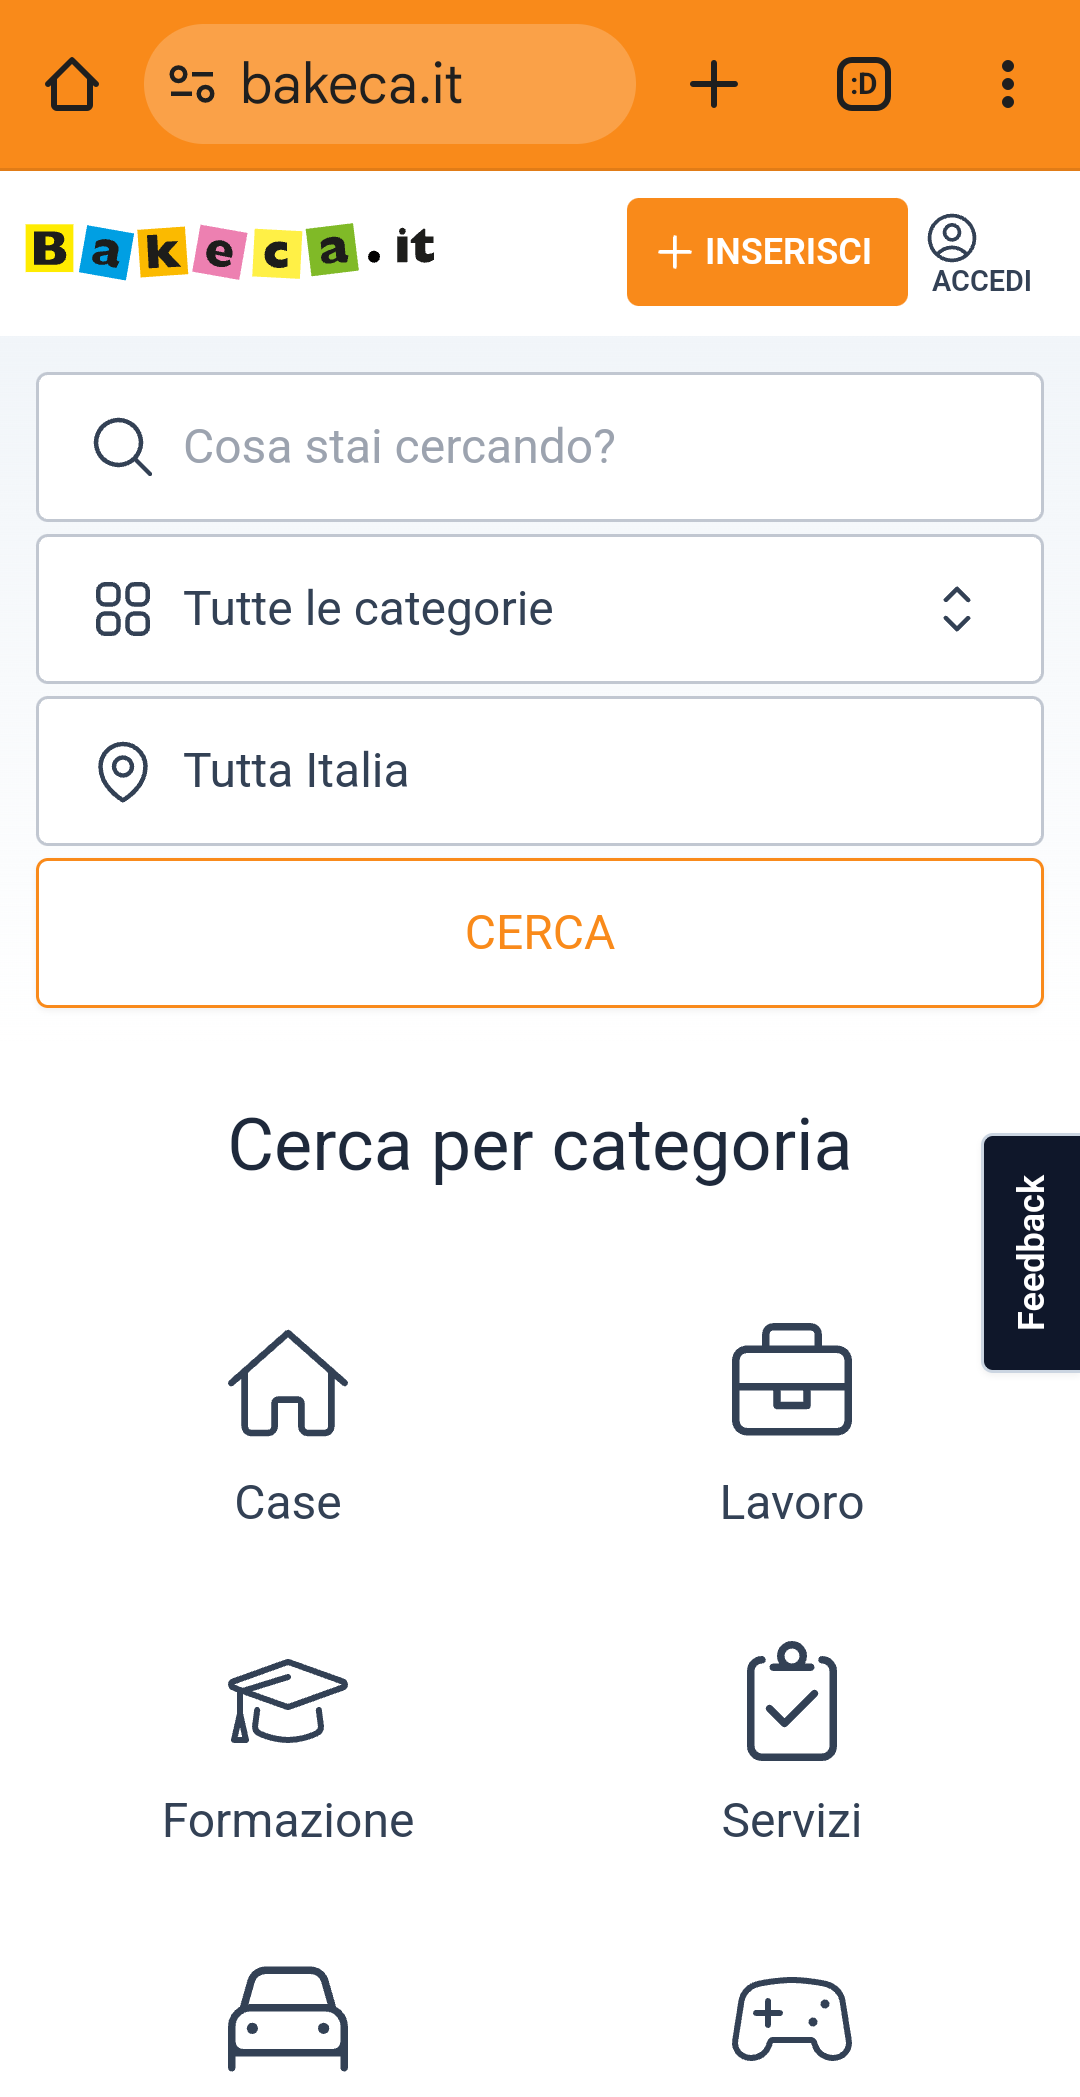 bakeca.it
:D
Bakeca.it
INSERISCI
ACCEDI
Cosa stai cercando?
Tutte le categorie
Tutta Italia
CERCA
Cerca per categoria
Feedback
Case
Lavoro
Formazione
Servizi